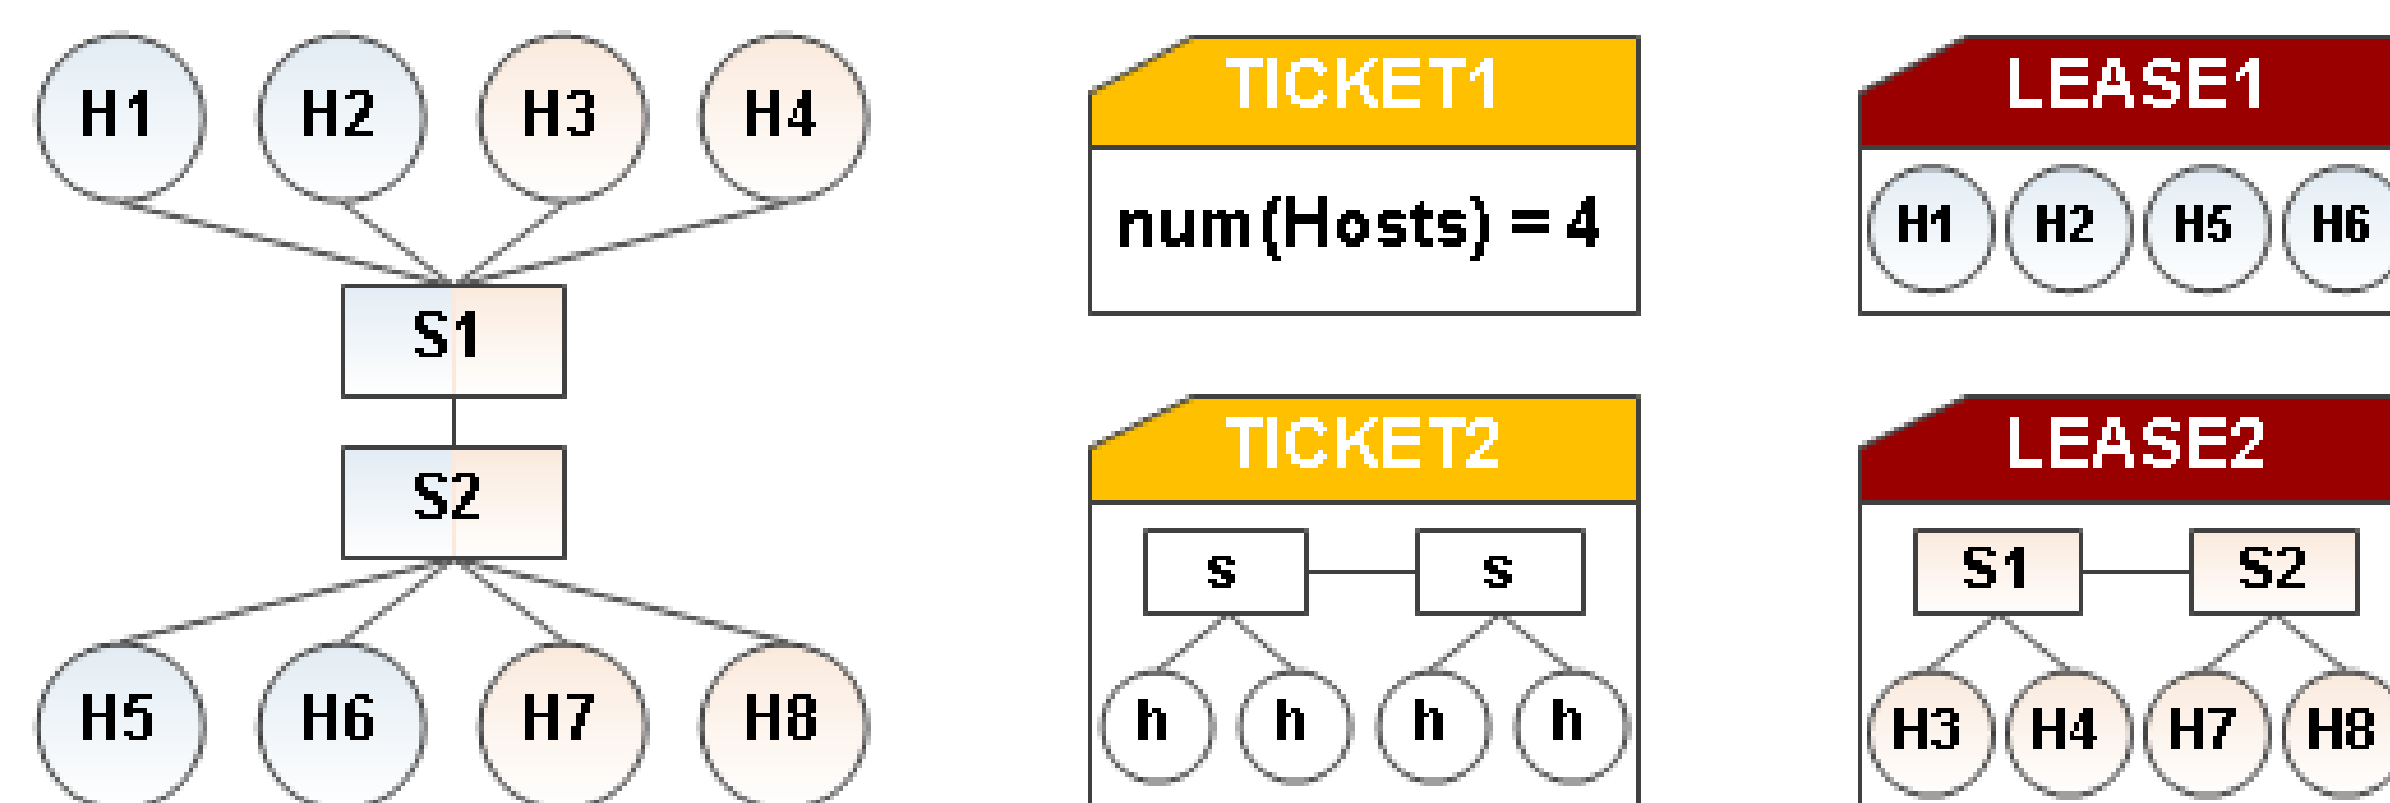 H1 H2 H3 H4
S1
S2
H5 H6 H7 H8
TICKET1
num(Hosts) = 4
TICKET2
s s
h h h h
LEASE1
H1 H2 H5 H6
LEASE2
S1 S2
H3 H4 H7 H8